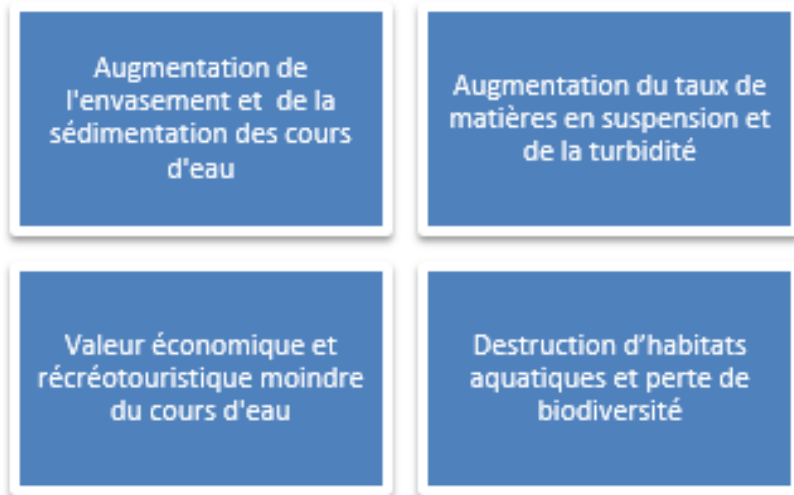 Augmentation de
l'envasement et de la
sédimentation des cours
d'eau
Augmentation du taux de
matières en suspension et
de la turbidité
Valeur économique et
récréotouristique moindre
du cours d'eau
Destruction d'habitats
aquatiques et perte de
biodiversité